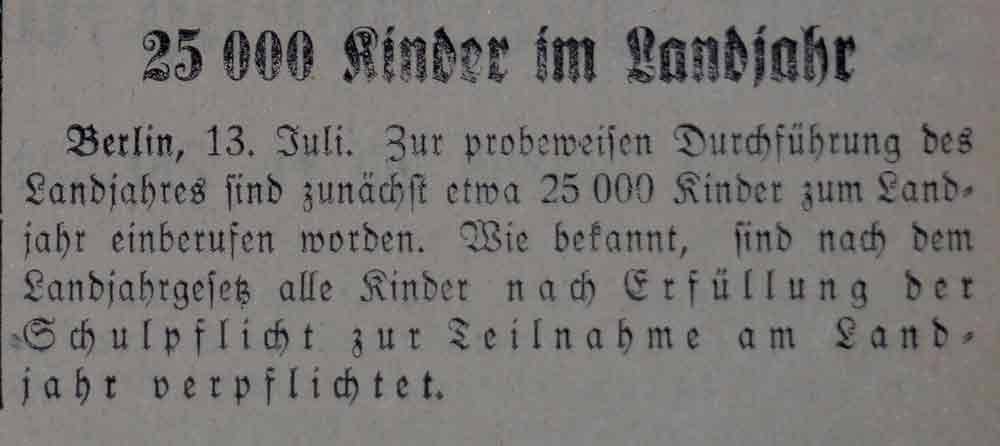 25 000 Kinder im Landjahr
Berlin, 13. Juli. Zur probeweisen Durchführung des
Landjahres sind zunächst etwa 25 000 Kinder zum Land-
jahr einberufen worden. Wie bekannt, sind nach dem
Landjahrgesetz alle Kinder nach Erfüllung der
Schulpflicht zur Teilnahme am Land-
jahr verpflichtet.